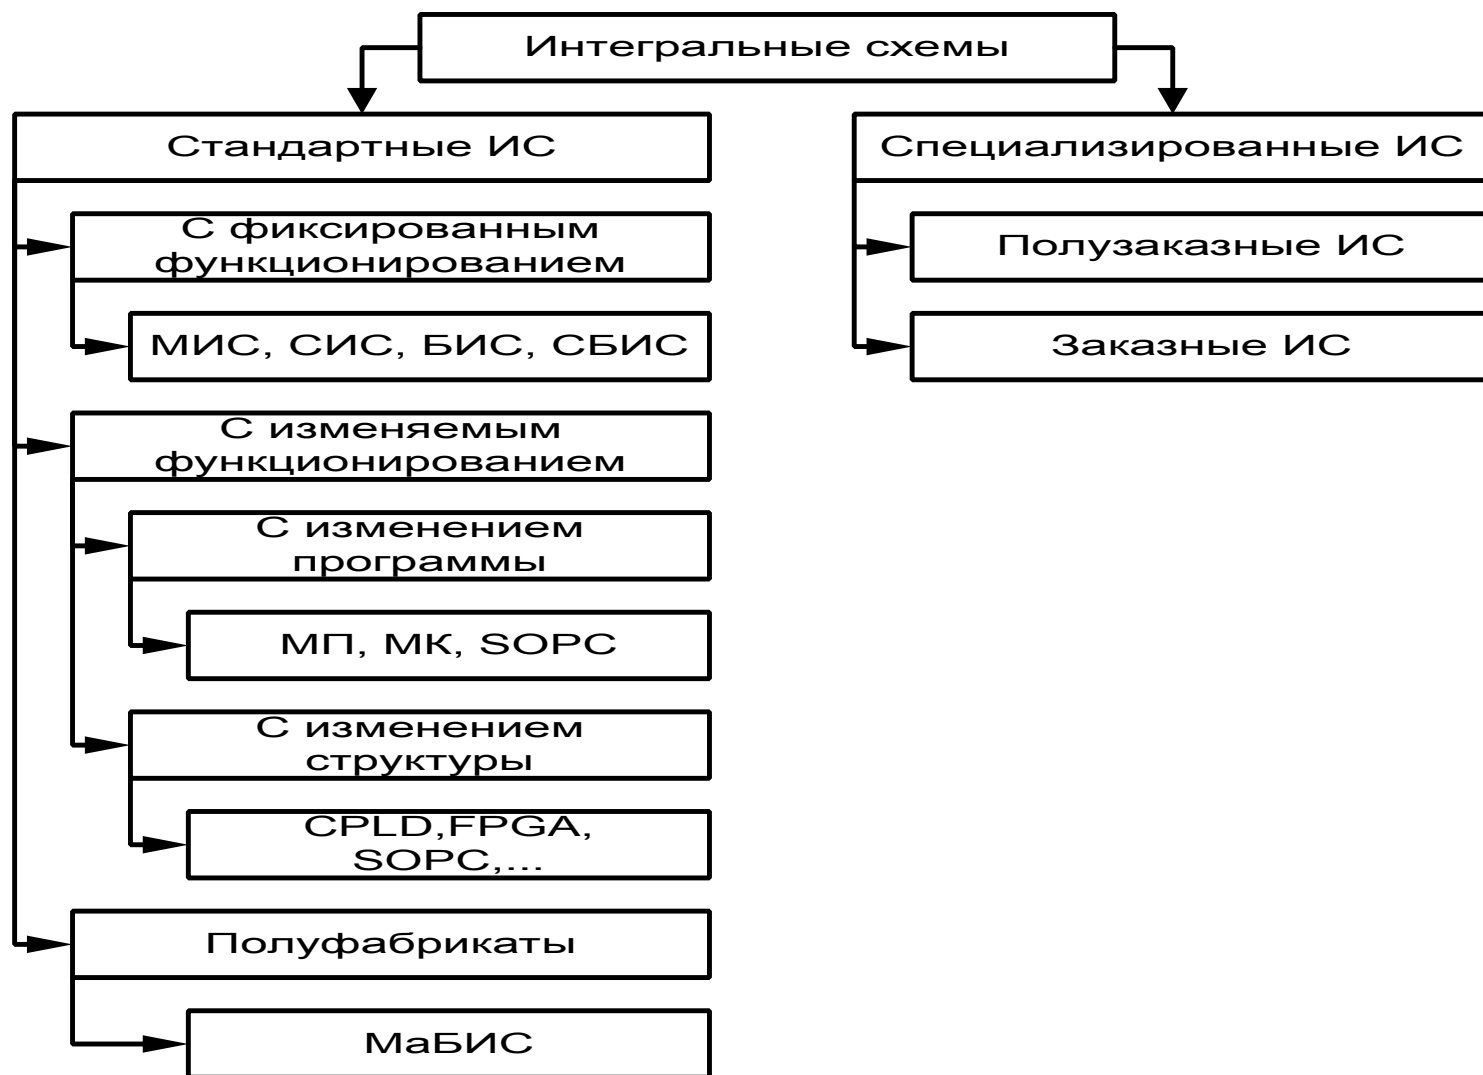 Интегральные схемы
Стандартные ИС
С фиксированным
функционированием
МИС, СИС, БИС, СБИС
С изменяемым
функционированием
С изменением
программы
МП, МК, SOPC
С изменением
структуры
CPLD,FPGA,
SOPC,...
Полуфабрикаты
МаБИС
Специализированные ИС
Полузаказные ИС
Заказные ИС